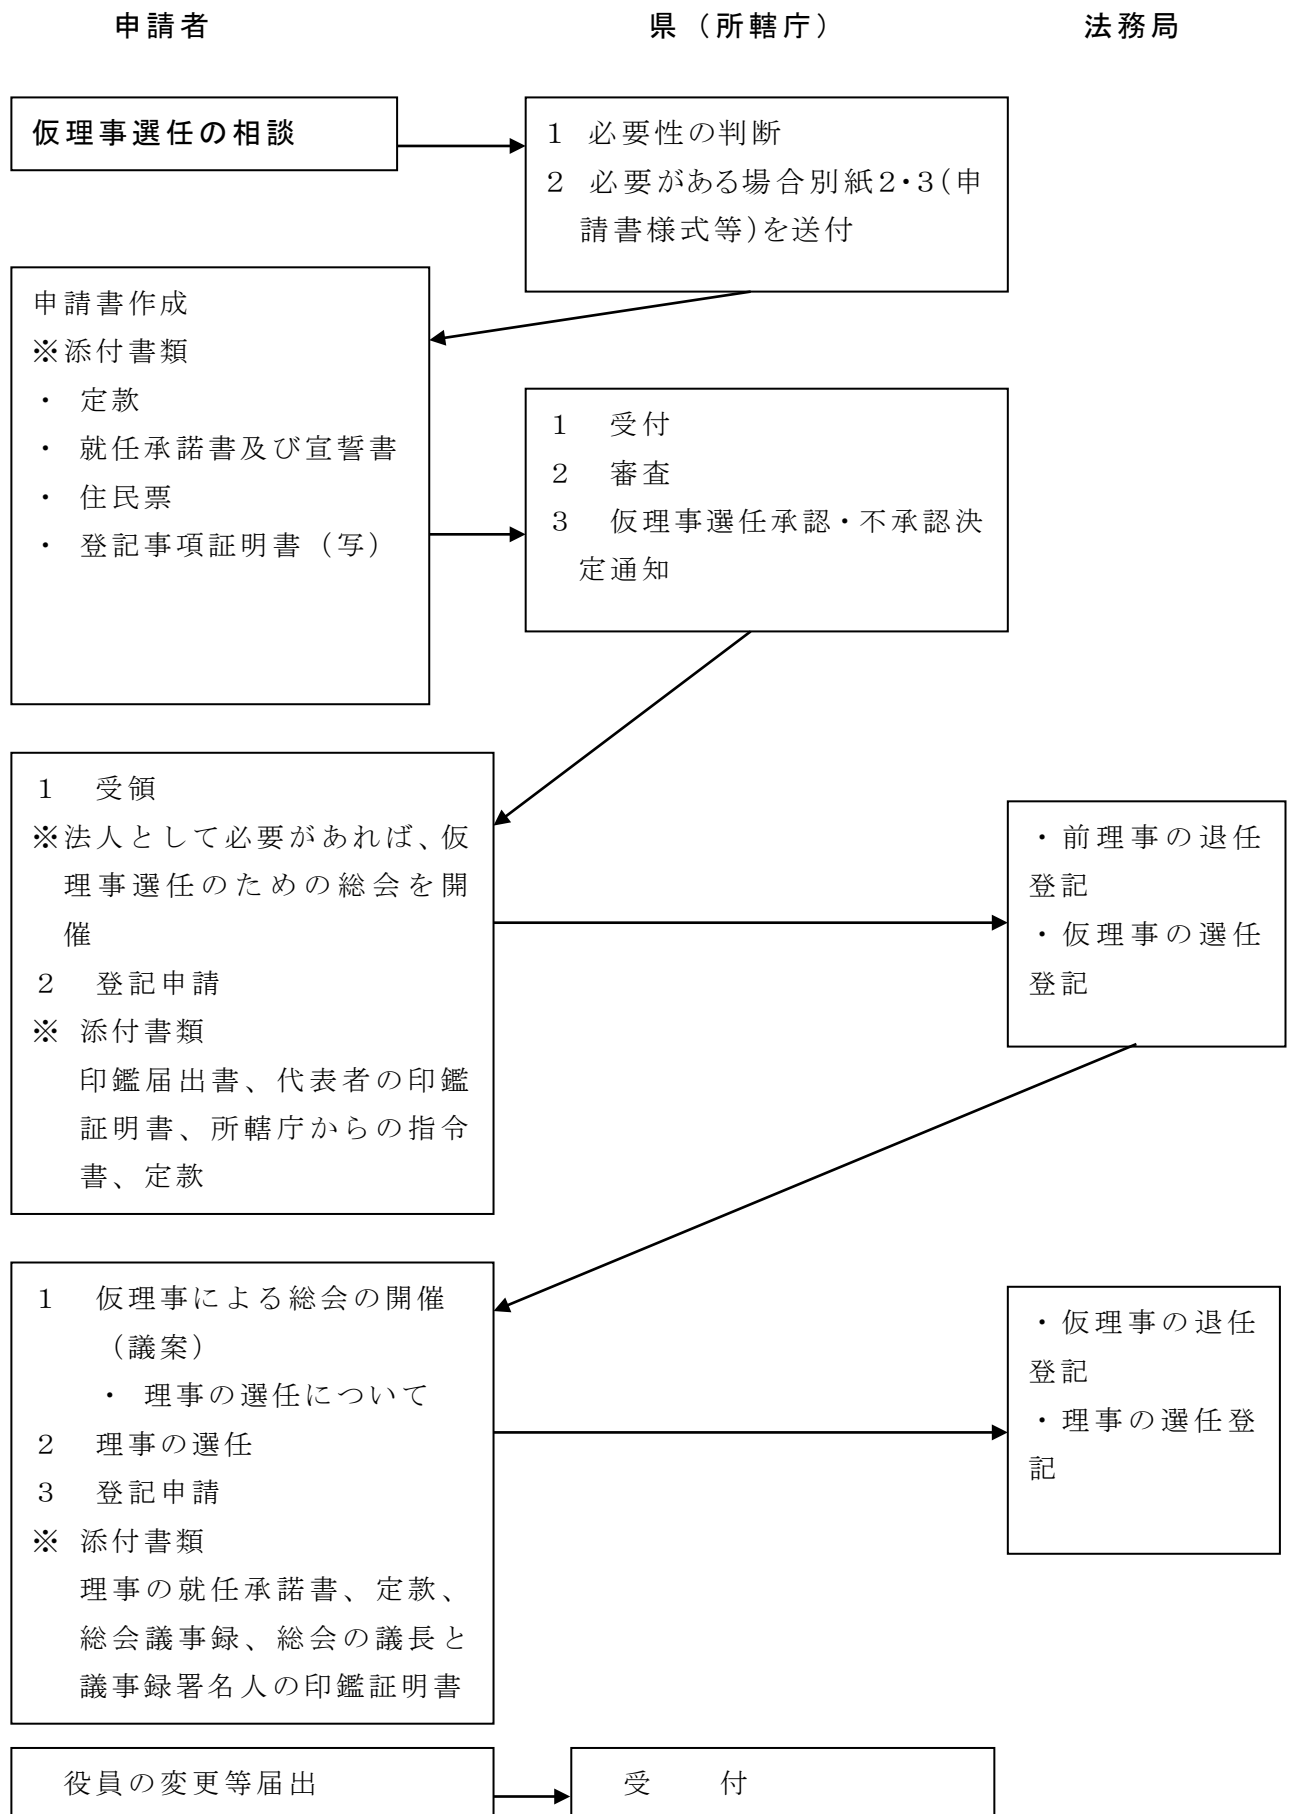 申請者
県（所轄庁）
法務局
仮理事選任の相談
１ 必要性の判断
２ 必要がある場合別紙２・３(申
請書様式等)を送付
申請書作成
※添付書類
・ 定款
・ 就任承諾書及び宣誓書
・ 住民票
・ 登記事項証明書（写）
１ 受付
２ 審査
３ 仮理事選任承認・不承認決
定通知
１ 受領
※法人として必要があれば、仮
理事選任のための総会を開
催
２ 登記申請
※ 添付書類
印鑑届出書、代表者の印鑑
証明書、所轄庁からの指令
書、定款
・前理事の退任
登記
・仮理事の選任
登記
１ 仮理事による総会の開催
（議案）
・ 理事の選任について
２ 理事の選任
３ 登記申請
※ 添付書類
理事の就任承諾書、定款、
総会議事録、総会の議長と
議事録署名人の印鑑証明書
・仮理事の退任
登記
・理事の選任登
記
役員の変更等届出
受 付